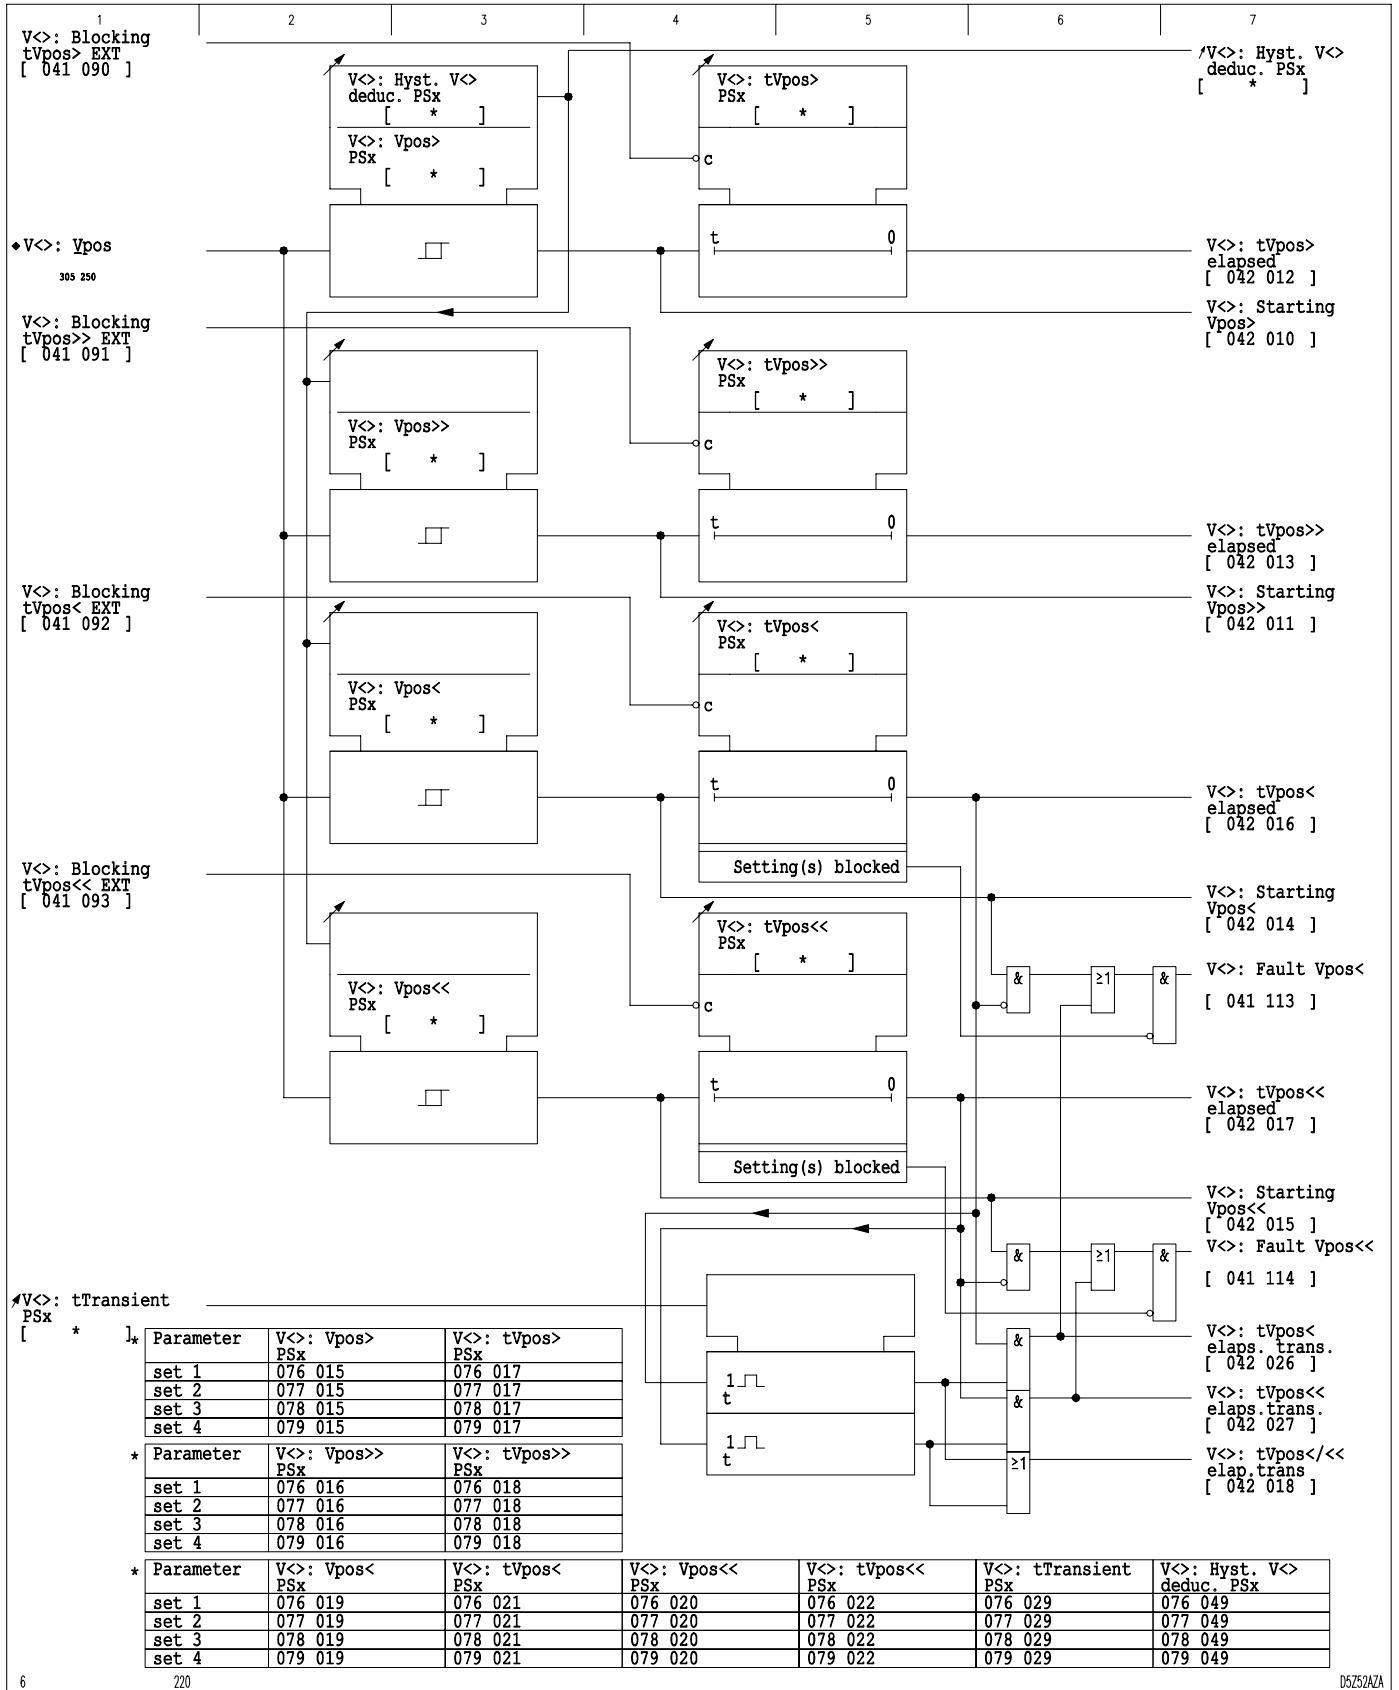 1 2 3 4 5 6 7
V<>: Blocking
tVpos> EXT
[ 041 090 ]
V<>: Hyst. V<>
deduc. PSx
[ * ]
V<>: Vpos>
PSx
[ * ]
V<>: tVpos>
PSx
[ * ]
c
V<>: Hyst. V<>
deduc. PSx
[ * ]
V<>: Vpos
305 250
t 0
V<>: tVpos>
elapsed
[ 042 012 ]
V<>: Starting
Vpos>
[ 042 010 ]
V<>: Blocking
tVpos>> EXT
[ 041 091 ]
V<>: Vpos>>
PSx
[ * ]
V<>: tVpos>>
PSx
[ * ]
c
t 0
V<>: tVpos>>
elapsed
[ 042 013 ]
V<>: Starting
Vpos>>
[ 042 011 ]
V<>: Blocking
tVpos< EXT
[ 041 092 ]
V<>: Vpos<
PSx
[ * ]
V<>: tVpos<
PSx
[ * ]
c
t 0
V<>: tVpos<
elapsed
[ 042 016 ]
Setting(s) blocked
V<>: Starting
Vpos<
[ 042 014 ]
V<>: Blocking
tVpos<< EXT
[ 041 093 ]
V<>: Vpos<<
PSx
[ * ]
V<>: tVpos<<
PSx
[ * ]
c
& ≥1 &
V<>: Fault Vpos<
[ 041 113 ]
t 0
V<>: tVpos<<
elapsed
[ 042 017 ]
Setting(s) blocked
V<>: Starting
Vpos<<
[ 042 015 ]
& ≥1 &
V<>: Fault Vpos<<
[ 041 114 ]
V<>: tTransient
PSx
[ * ]
1
t
1
t
&
&
≥1
V<>: tVpos<
elaps. trans.
[ 042 026 ]
V<>: tVpos<<
elaps.trans.
[ 042 027 ]
V<>: tVpos</<<
elap.trans
[ 042 018 ]
* Parameter V<>: Vpos> PSx V<>: tVpos> PSx
set 1 076 015 076 017
set 2 077 015 077 017
set 3 078 015 078 017
set 4 079 015 079 017
* Parameter V<>: Vpos>> PSx V<>: tVpos>> PSx
set 1 076 016 076 018
set 2 077 016 077 018
set 3 078 016 078 018
set 4 079 016 079 018
* Parameter V<>: Vpos< PSx V<>: tVpos< PSx V<>: Vpos<< PSx V<>: tVpos<< PSx V<>: tTransient PSx V<>: Hyst. V<> deduc. PSx
set 1 076 019 076 021 076 020 076 022 076 029 076 049
set 2 077 019 077 021 077 020 077 022 077 029 077 049
set 3 078 019 078 021 078 020 078 022 078 029 078 049
set 4 079 019 079 021 079 020 079 022 079 029 079 049
6 220 D5Z52AZA